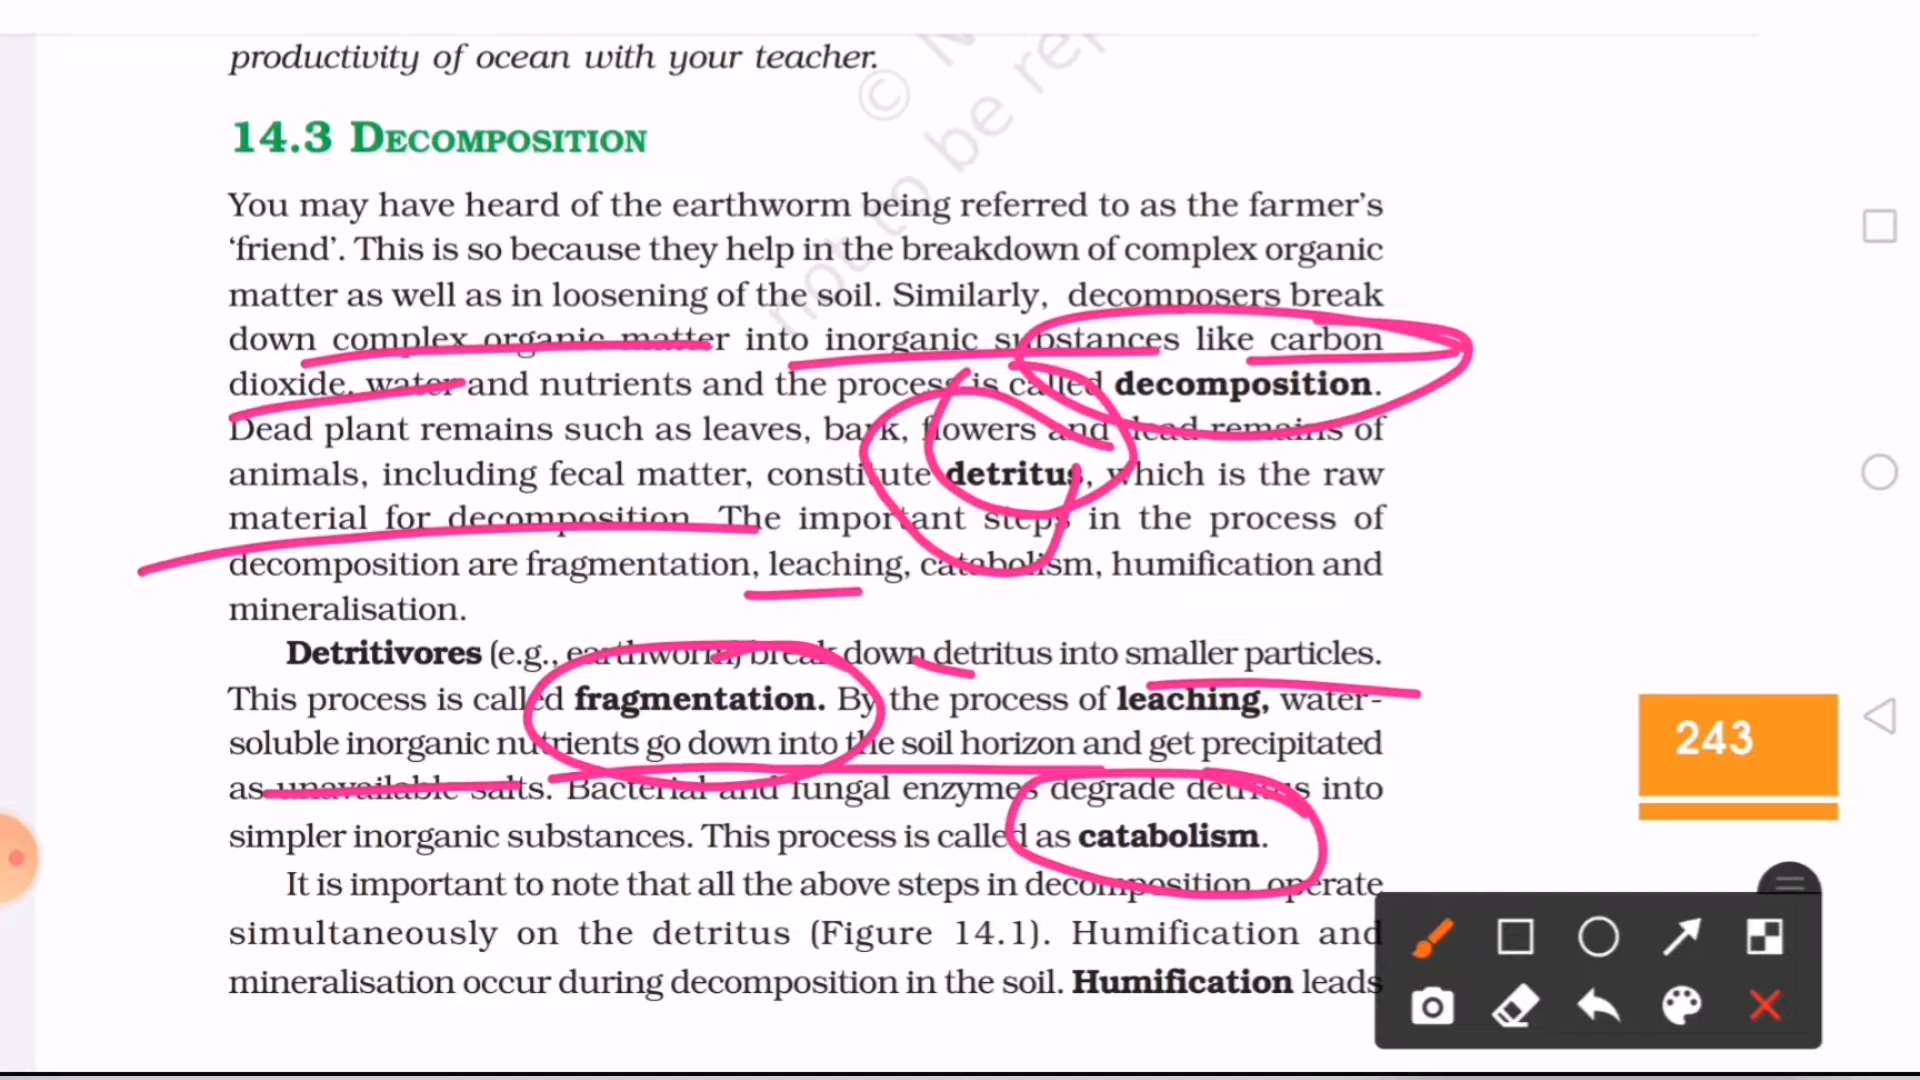 productivity of ocean with your teacher.
14.3 DECOMPOSITION
You may have heard of the earthworm being referred to as the farmer's
'friend'. This is so because they help in the breakdown of complex organic
matter as well as in loosening of the soil. Similarly, decomposers break
down complex organic matter into inorganic substances like carbon
dioxide, water and nutrients and the process is called decomposition.
Dead plant remains such as leaves, bark, flowers and dead remains of
animals, including fecal matter, constitute detritus, which is the raw
material for decomposition. The important steps in the process of
decomposition are fragmentation, leaching, catabolism, humification and
mineralisation.
Detritivores (e.g., earthworm) break down detritus into smaller particles.
This process is called fragmentation. By the process of leaching, water-
soluble inorganic nutrients go down into the soil horizon and get precipitated
as unavailable salts. Bacterial and fungal enzymes degrade detritus into
simpler inorganic substances. This process is called as catabolism.
It is important to note that all the above steps in decomposition operate
simultaneously on the detritus (Figure 14.1). Humification and
mineralisation occur during decomposition in the soil. Humification leads
243
© N
not to be rep